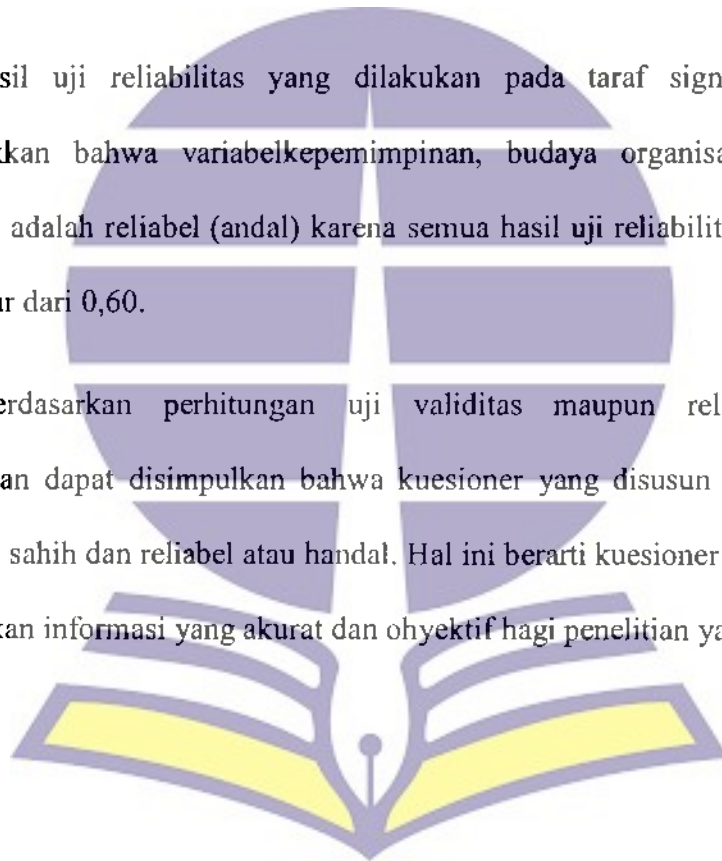 sil uji reliabilitas yang dilakukan pada taraf sign
kkan bahwa variabelkepemimpinan, budaya organisa
adalah reliabel (andal) karena semua hasil uji reliabilit
ur dari 0,60.
erdasarkan perhitungan uji validitas maupun rel
an dapat disimpulkan bahwa kuesioner yang disusun
sahih dan reliabel atau handal. Hal ini berarti kuesioner
kan informasi yang akurat dan ohyektif hagi penelitian ya